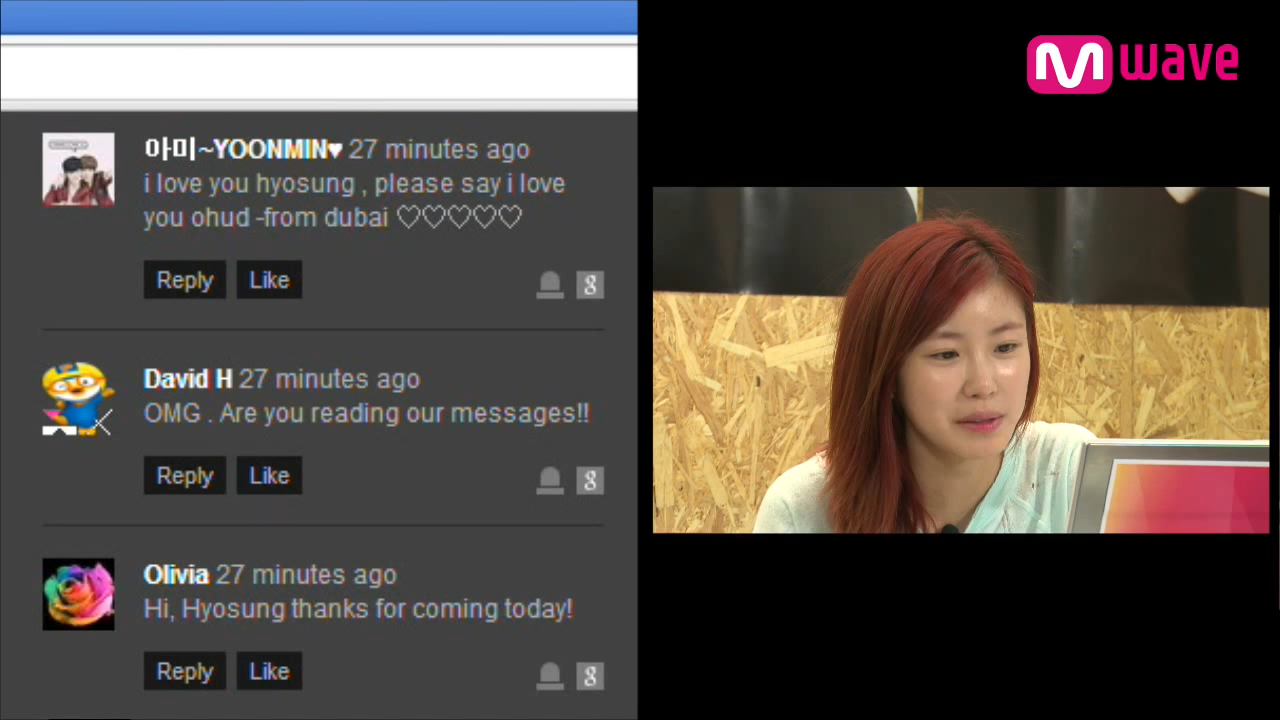 M wave
아미~YOONMIN♥ 27 minutes ago
i love you hyosung , please say i love
you ohud -from dubai ♡♡♡♡♡
Reply Like
g
David H 27 minutes ago
OMG . Are you reading our messages!!
Reply Like
g
Olivia 27 minutes ago
Hi, Hyosung thanks for coming today!
Reply Like
g